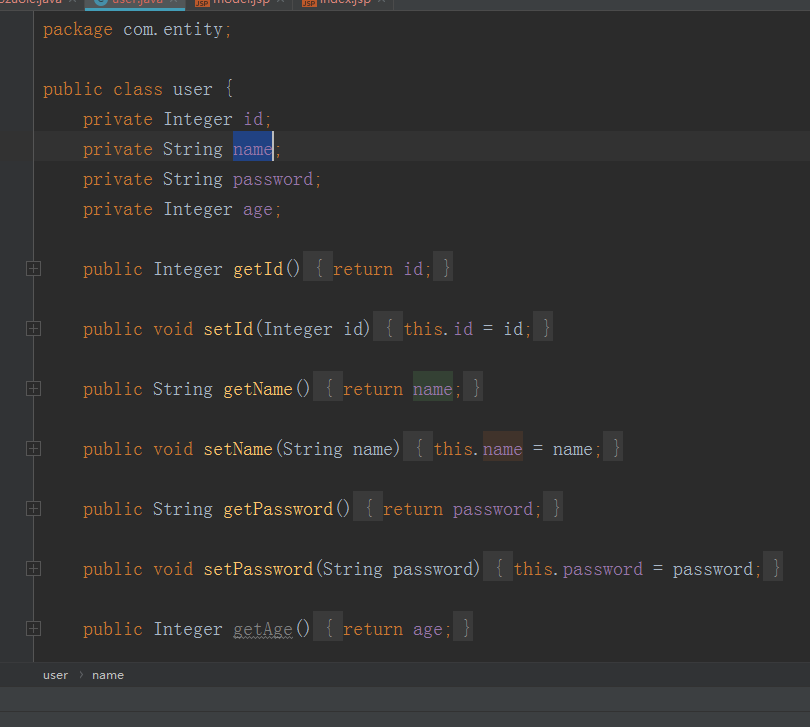 user.java model.jsp index.jsp
package com.entity;
public class user {
private Integer id;
private String name;
private String password;
private Integer age;
public Integer getId() { return id; }
public void setId(Integer id) { this.id = id; }
public String getName() { return name; }
public void setName(String name) { this.name = name; }
public String getPassword() { return password; }
public void setPassword(String password) { this.password = password; }
public Integer getAge() { return age; }
user › name